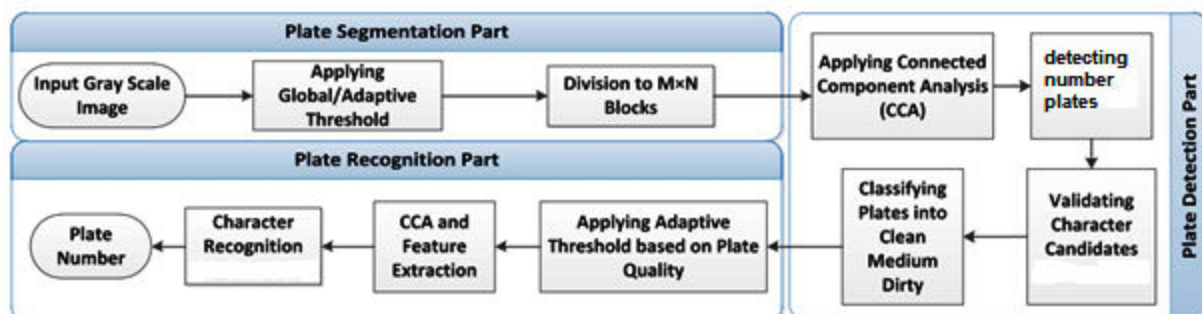 Plate Segmentation Part
Input Gray Scale
Image
Applying
Global/Adaptive
Threshold
Division to M×N
Blocks
Applying Connected
Component Analysis
(CCA)
detecting
number
plates
Plate Detection Part
Validating
Character
Candidates
Classifying
Plates into
Clean
Medium
Dirty
Plate Recognition Part
Applying Adaptive
Threshold based on Plate
Quality
CCA and
Feature
Extraction
Character
Recognition
Plate
Number